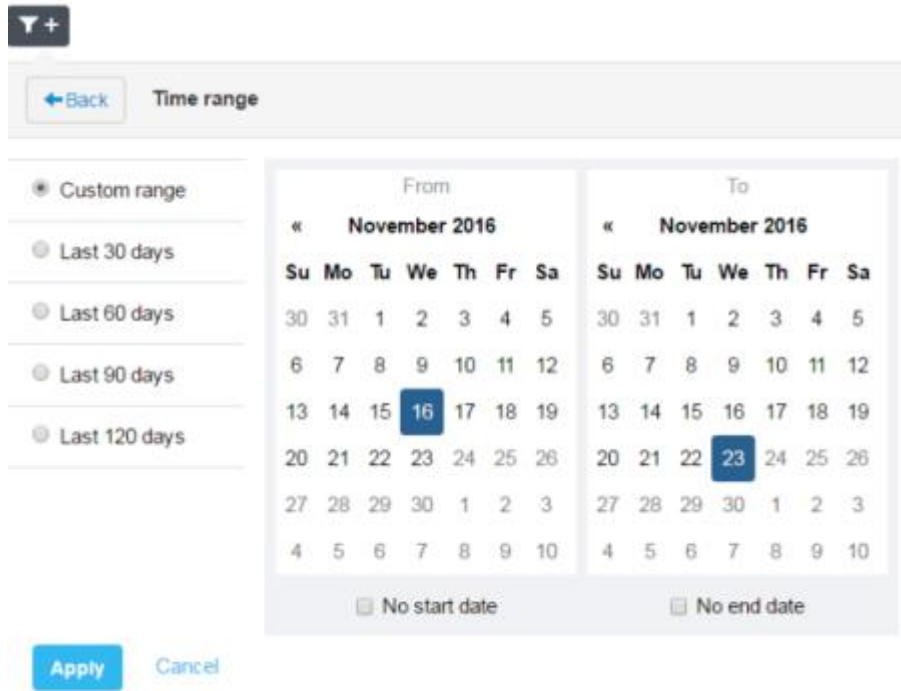 +
Back Time range
Custom range
Last 30 days
Last 60 days
Last 90 days
Last 120 days
From
« November 2016
Su Mo Tu We Th Fr Sa
30 31 1 2 3 4 5
6 7 8 9 10 11 12
13 14 15 16 17 18 19
20 21 22 23 24 25 26
27 28 29 30 1 2 3
4 5 6 7 8 9 10
No start date
To
« November 2016
Su Mo Tu We Th Fr Sa
30 31 1 2 3 4 5
6 7 8 9 10 11 12
13 14 15 16 17 18 19
20 21 22 23 24 25 26
27 28 29 30 1 2 3
4 5 6 7 8 9 10
No end date
Apply Cancel